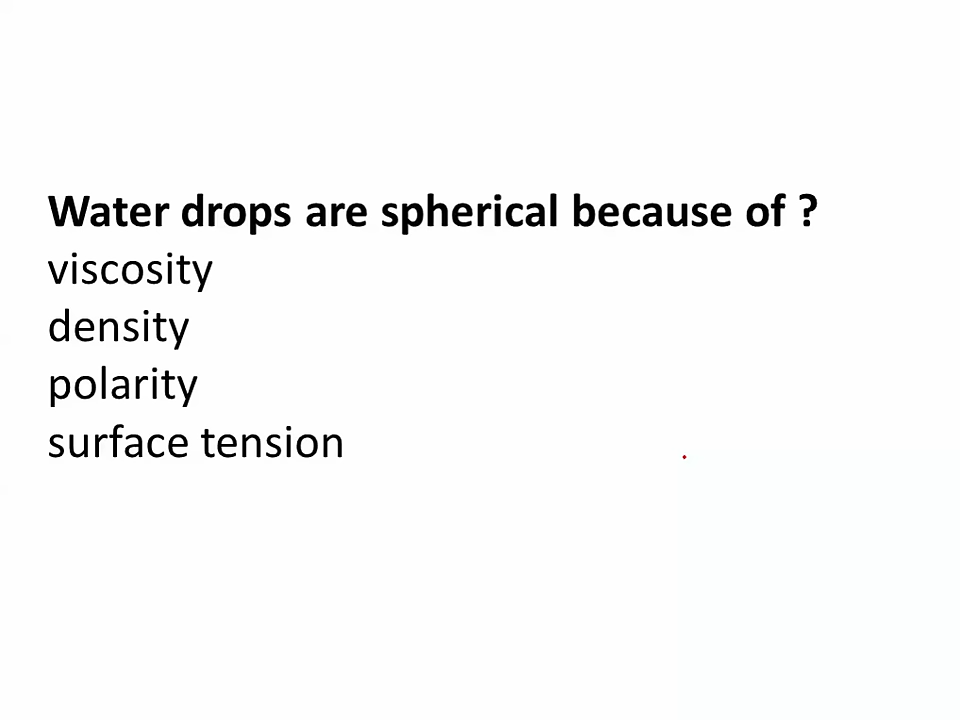 Water drops are spherical because of ?
viscosity
density
polarity
surface tension